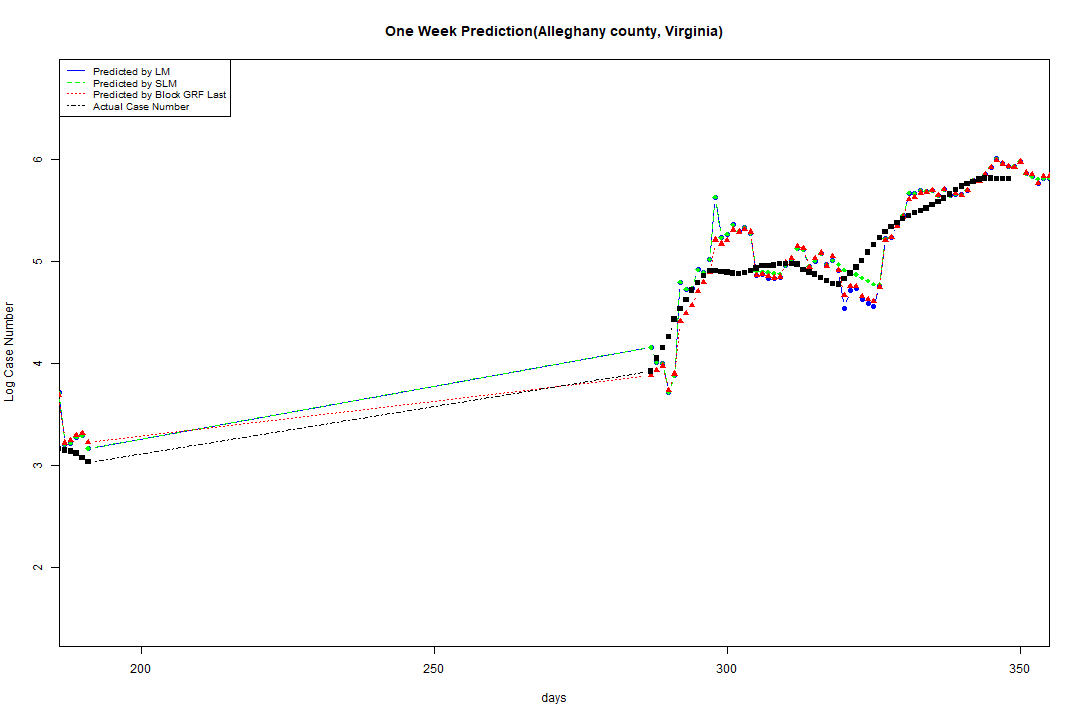 One Week Prediction(Alleghany county, Virginia)
Predicted by LM
Predicted by SLM
Predicted by Block GRF Last
Actual Case Number
Log Case Number
6
5
4
3
2
200 250 300 350
days